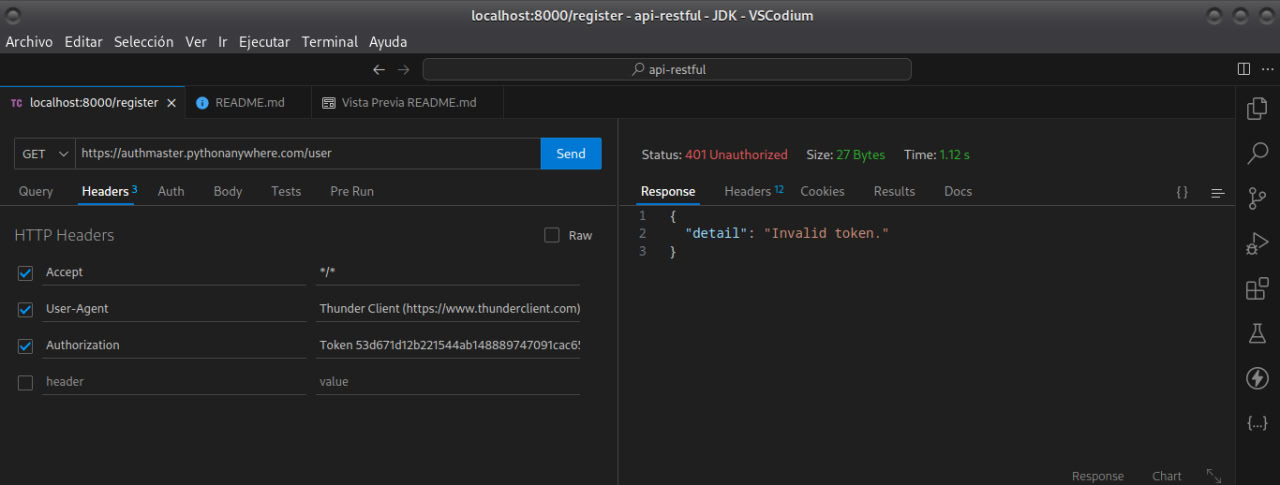 localhost:8000/register - api-restful - JDK - VSCodium
Archivo Editar Selección Ver Ir Ejecutar Terminal Ayuda
api-restful
TC localhost:8000/register README.md Vista Previa README.md
GET https://authmaster.pythonanywhere.com/user Send
Status: 401 Unauthorized Size: 27 Bytes Time: 1.12 s
Query Headers 3 Auth Body Tests Pre Run
Response Headers 12 Cookies Results Docs {}
HTTP Headers Raw
Accept */*
User-Agent Thunder Client (https://www.thunderclient.com)
Authorization Token 53d671d12b221544ab148889747091cac65
header value
1 {
2 "detail": "Invalid token."
3 }
{...}
Response Chart